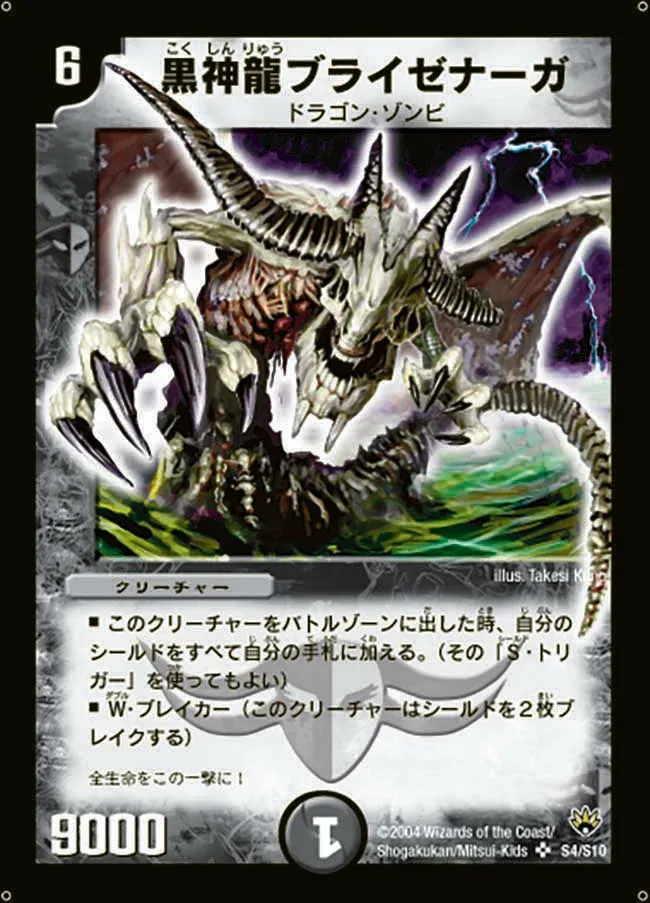 6
こく しん りゅう
黒神龍ブライゼナーガ
ドラゴン・ゾンビ
illus. Takesi
クリーチャー
■ このクリーチャーをバトルゾーンに出した時、自分の
シールドをすべて自分の手札に加える。(その「S・トリ
ガー」を使ってもよい)
■ W・ブレイカー(このクリーチャーはシールドを2枚ブ
レイクする)
全生命をこの一撃に!
9000
1
©2004 Wizards of the Coast/
Shogakukan/Mitsui-Kids S4/S10